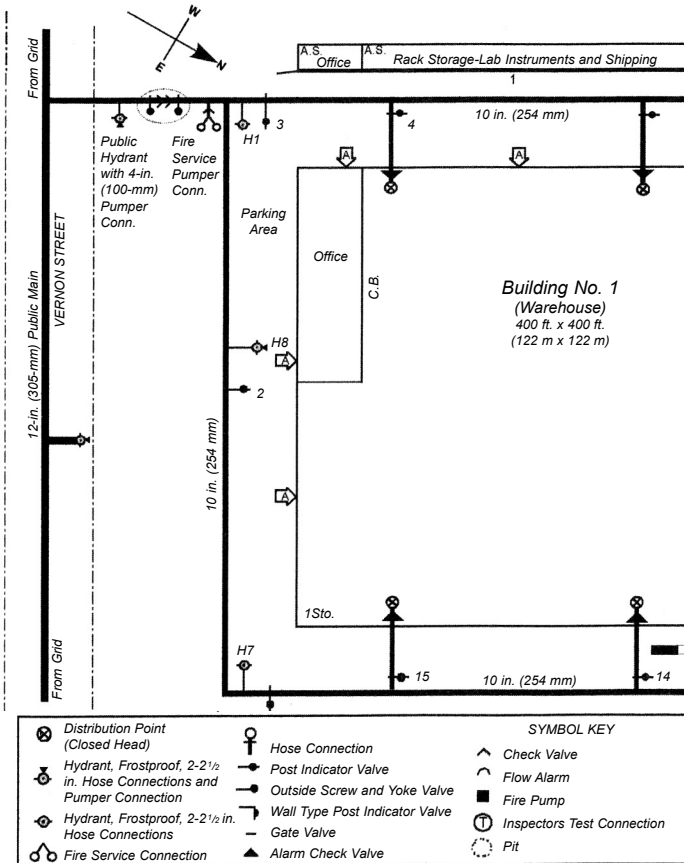 W
E
N
From Grid
A.S.
Office
A.S.
Rack Storage-Lab Instruments and Shipping
1
H1
3
4
10 in. (254 mm)
Public
Hydrant
with 4-in.
(100-mm)
Pumper
Conn.
Fire
Service
Pumper
Conn.
A
A
VERNON STREET
12-in. (305-mm) Public Main
Parking
Area
Office
C.B.
Building No. 1
(Warehouse)
400 ft. x 400 ft.
(122 m x 122 m)
H8
A
2
10 in. (254 mm)
A
1Sto.
From Grid
H7
15
10 in. (254 mm)
14
SYMBOL KEY
Distribution Point
(Closed Head)
Hydrant, Frostproof, 2-2 1/2
in. Hose Connections and
Pumper Connection
Hydrant, Frostproof, 2-2 1/2 in.
Hose Connections
Fire Service Connection
Hose Connection
Post Indicator Valve
Outside Screw and Yoke Valve
Wall Type Post Indicator Valve
Gate Valve
Alarm Check Valve
Check Valve
Flow Alarm
Fire Pump
T
Inspectors Test Connection
Pit